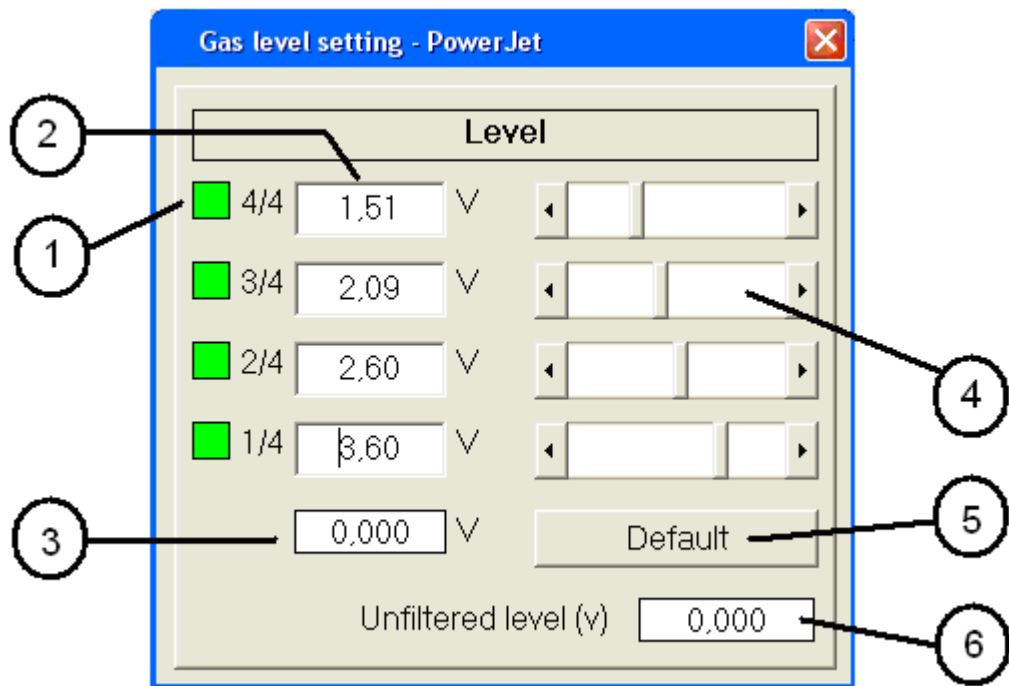 Gas level setting - PowerJet
Level
2
1
4/4 1,51 V
3/4 2,09 V
4
2/4 2,60 V
1/4 3,60 V
3
0,000 V Default
5
Unfiltered level (v) 0,000
6